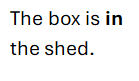 The box is in
the shed.